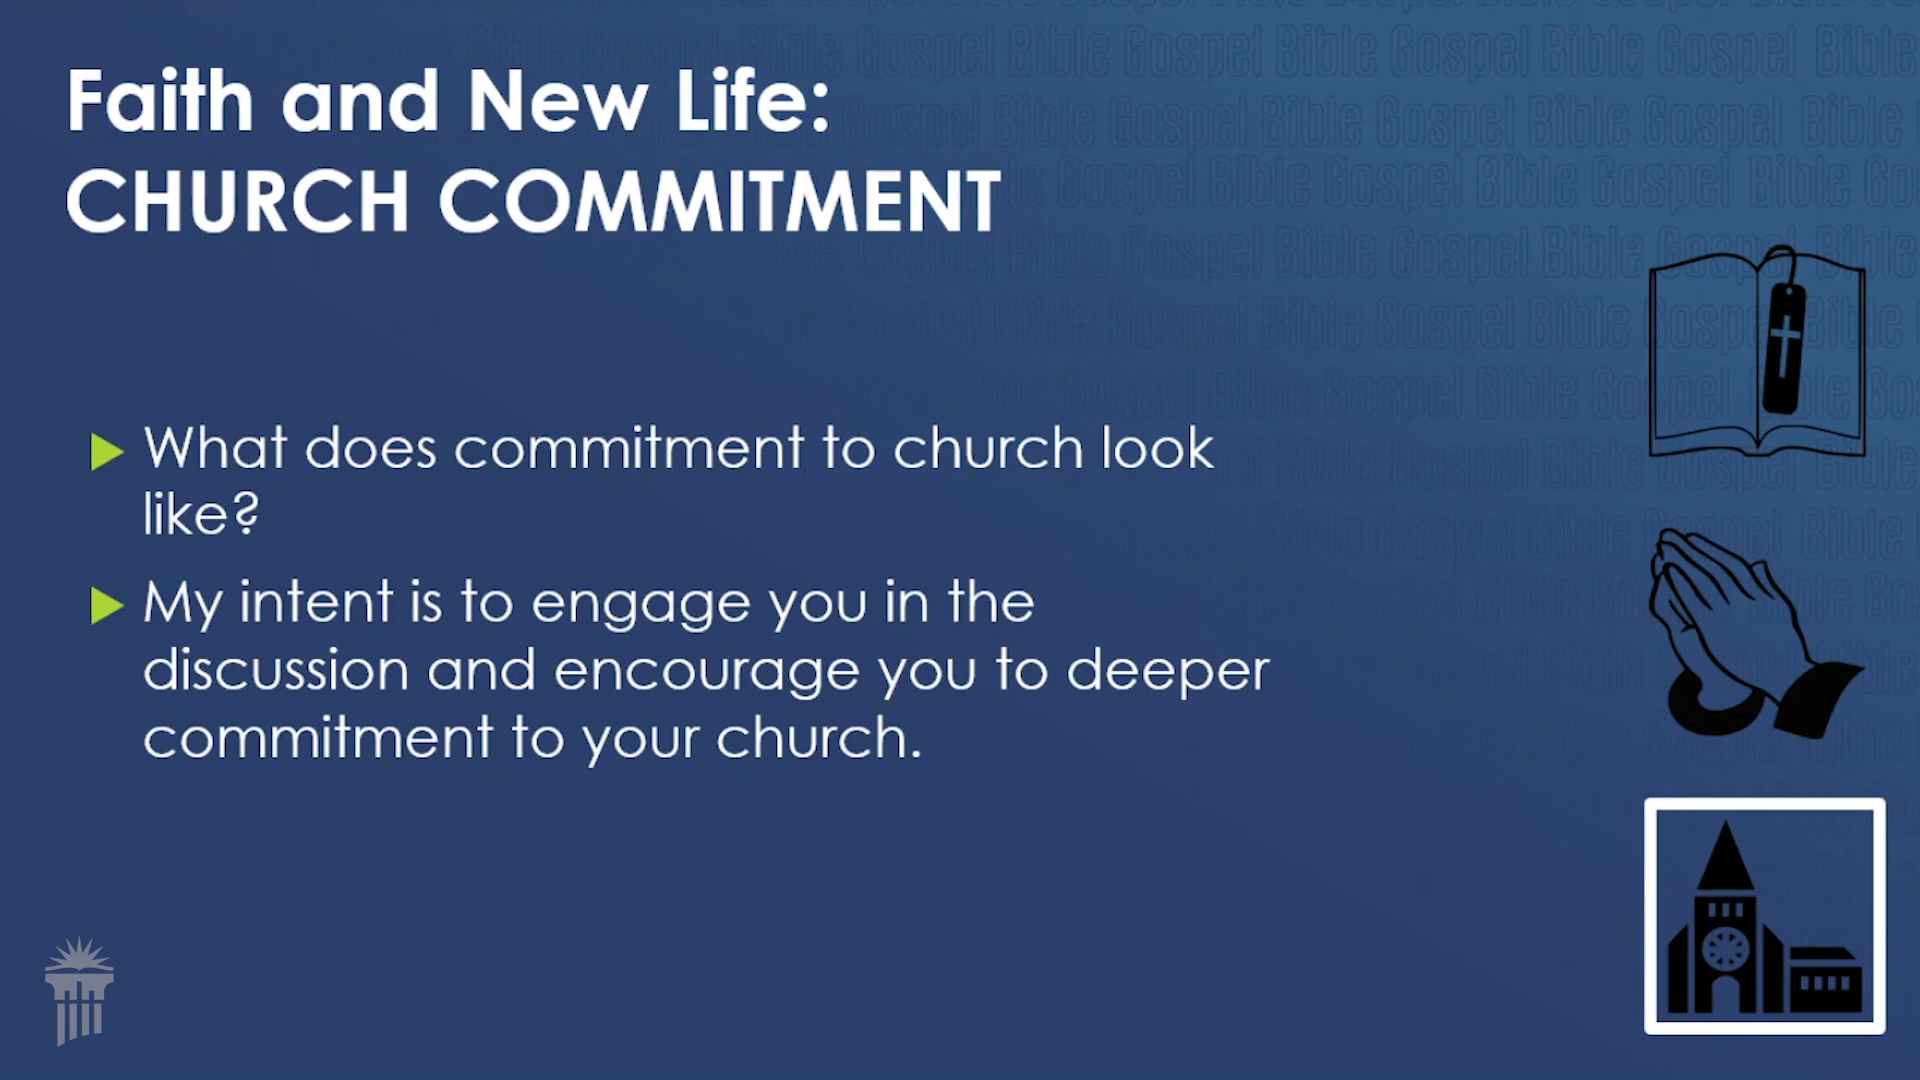 Faith and New Life:
CHURCH COMMITMENT
What does commitment to church look
like?
My intent is to engage you in the
discussion and encourage you to deeper
commitment to your church.